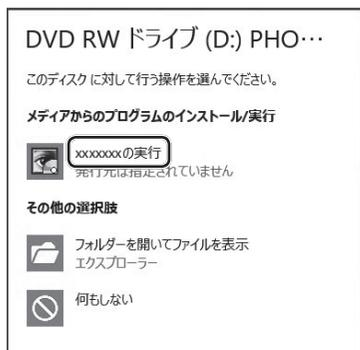 DVD RW ドライブ (D:) PHO…
このディスク に対して行う操作を選んでください。
メディアからのプログラムのインストール/実行
xxxxxxxの実行
発行元は指定されていません
その他の選択肢
フォルダーを開いてファイルを表示
エクスプローラー
何もしない